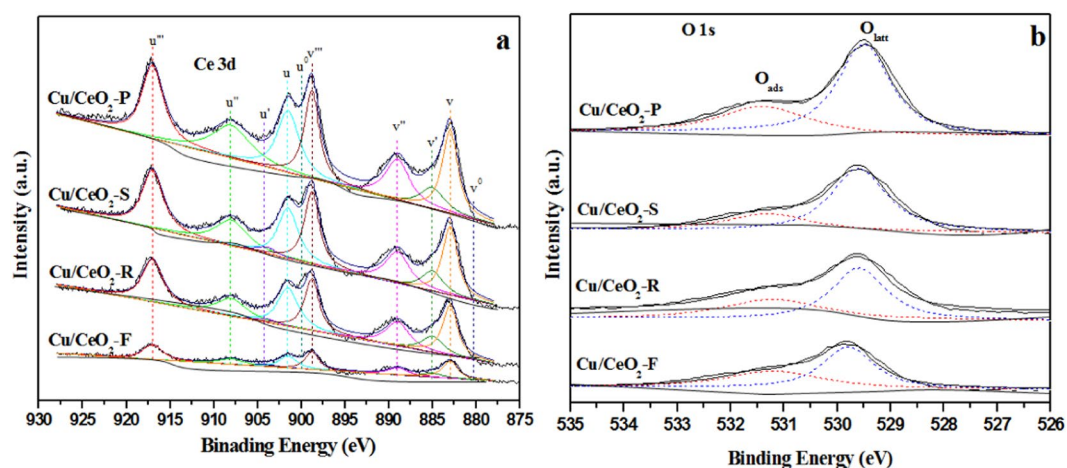 a
Ce 3d
u'''
u''
u'
u
u⁰
v'''
v''
v'
v
v⁰
Cu/CeO₂-P
Cu/CeO₂-S
Cu/CeO₂-R
Cu/CeO₂-F
Intensity (a.u.)
930 925 920 915 910 905 900 895 890 885 880 875
Binading Energy (eV)
b
O 1s
O_latt
O_ads
Cu/CeO₂-P
Cu/CeO₂-S
Cu/CeO₂-R
Cu/CeO₂-F
Intensity (a.u.)
535 534 533 532 531 530 529 528 527 526
Binding Energy (eV)